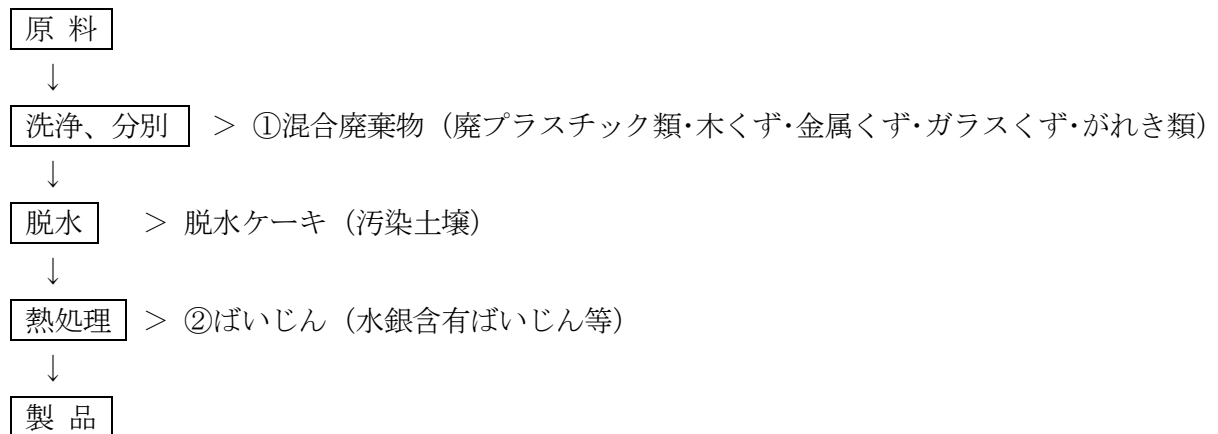 原 料
↓
洗浄、分別 > ①混合廃棄物（廃プラスチック類･木くず･金属くず･ガラスくず･がれき類）
↓
脱水 > 脱水ケーキ（汚染土壌）
↓
熱処理 > ②ばいじん（水銀含有ばいじん等）
↓
製 品